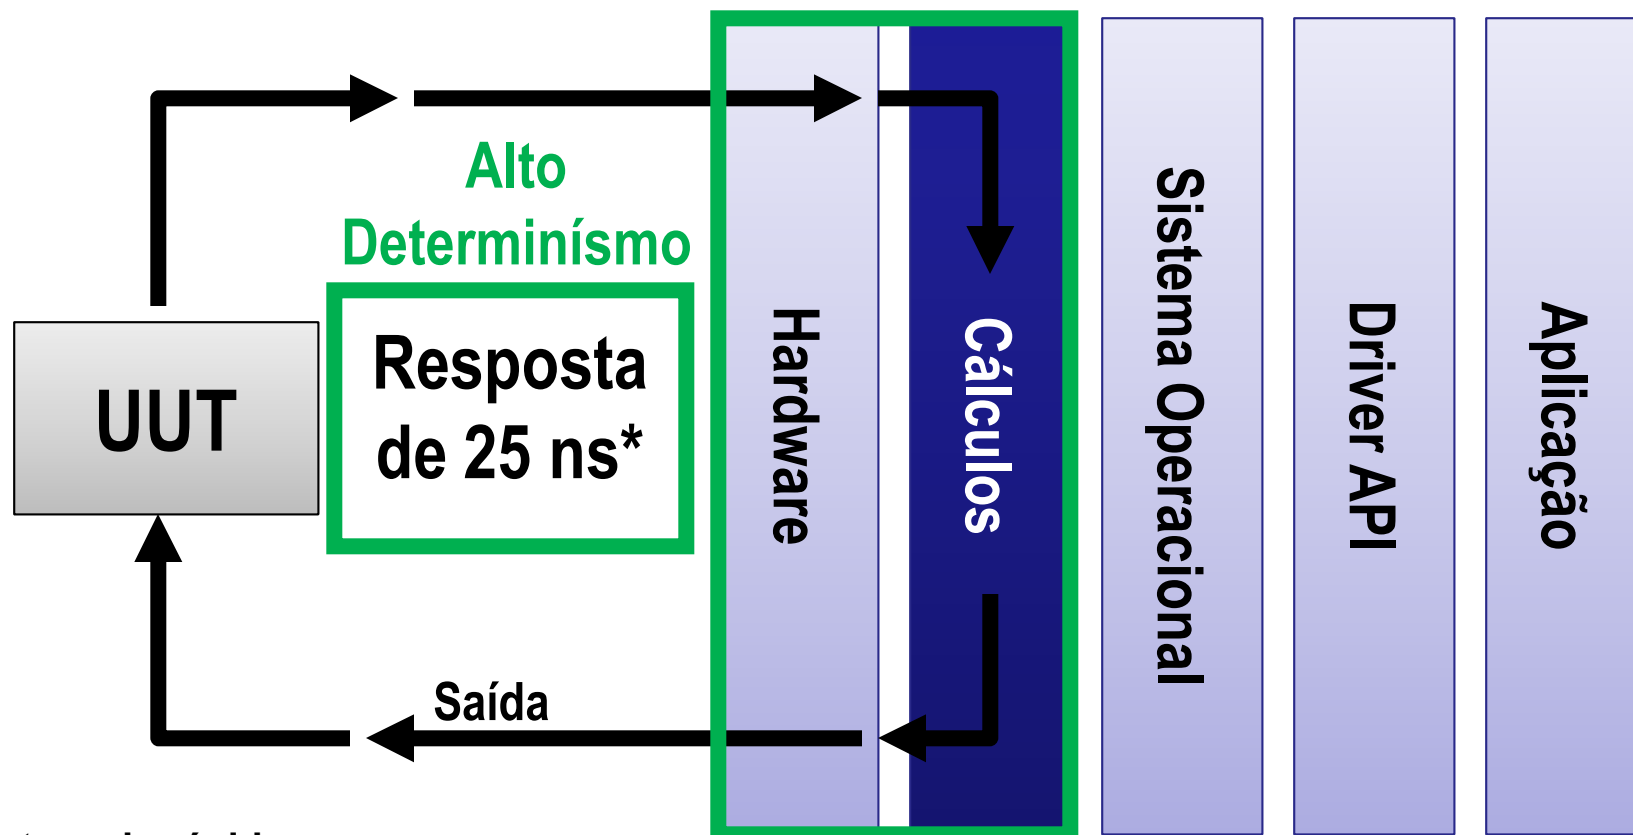 Alto
Determinísmo
UUT
Resposta
de 25 ns*
Saída
Hardware
Cálculos
Sistema Operacional
Driver API
Aplicação